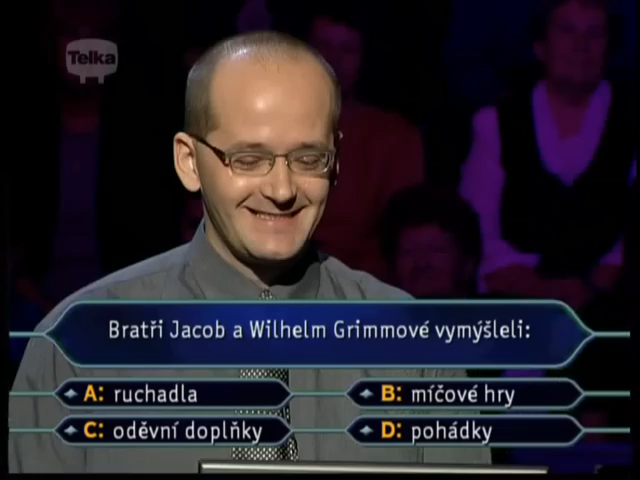 Telka
Bratři Jacob a Wilhelm Grimmové vymýšleli:
A: ruchadla
B: míčové hry
C: oděvní doplňky
D: pohádky